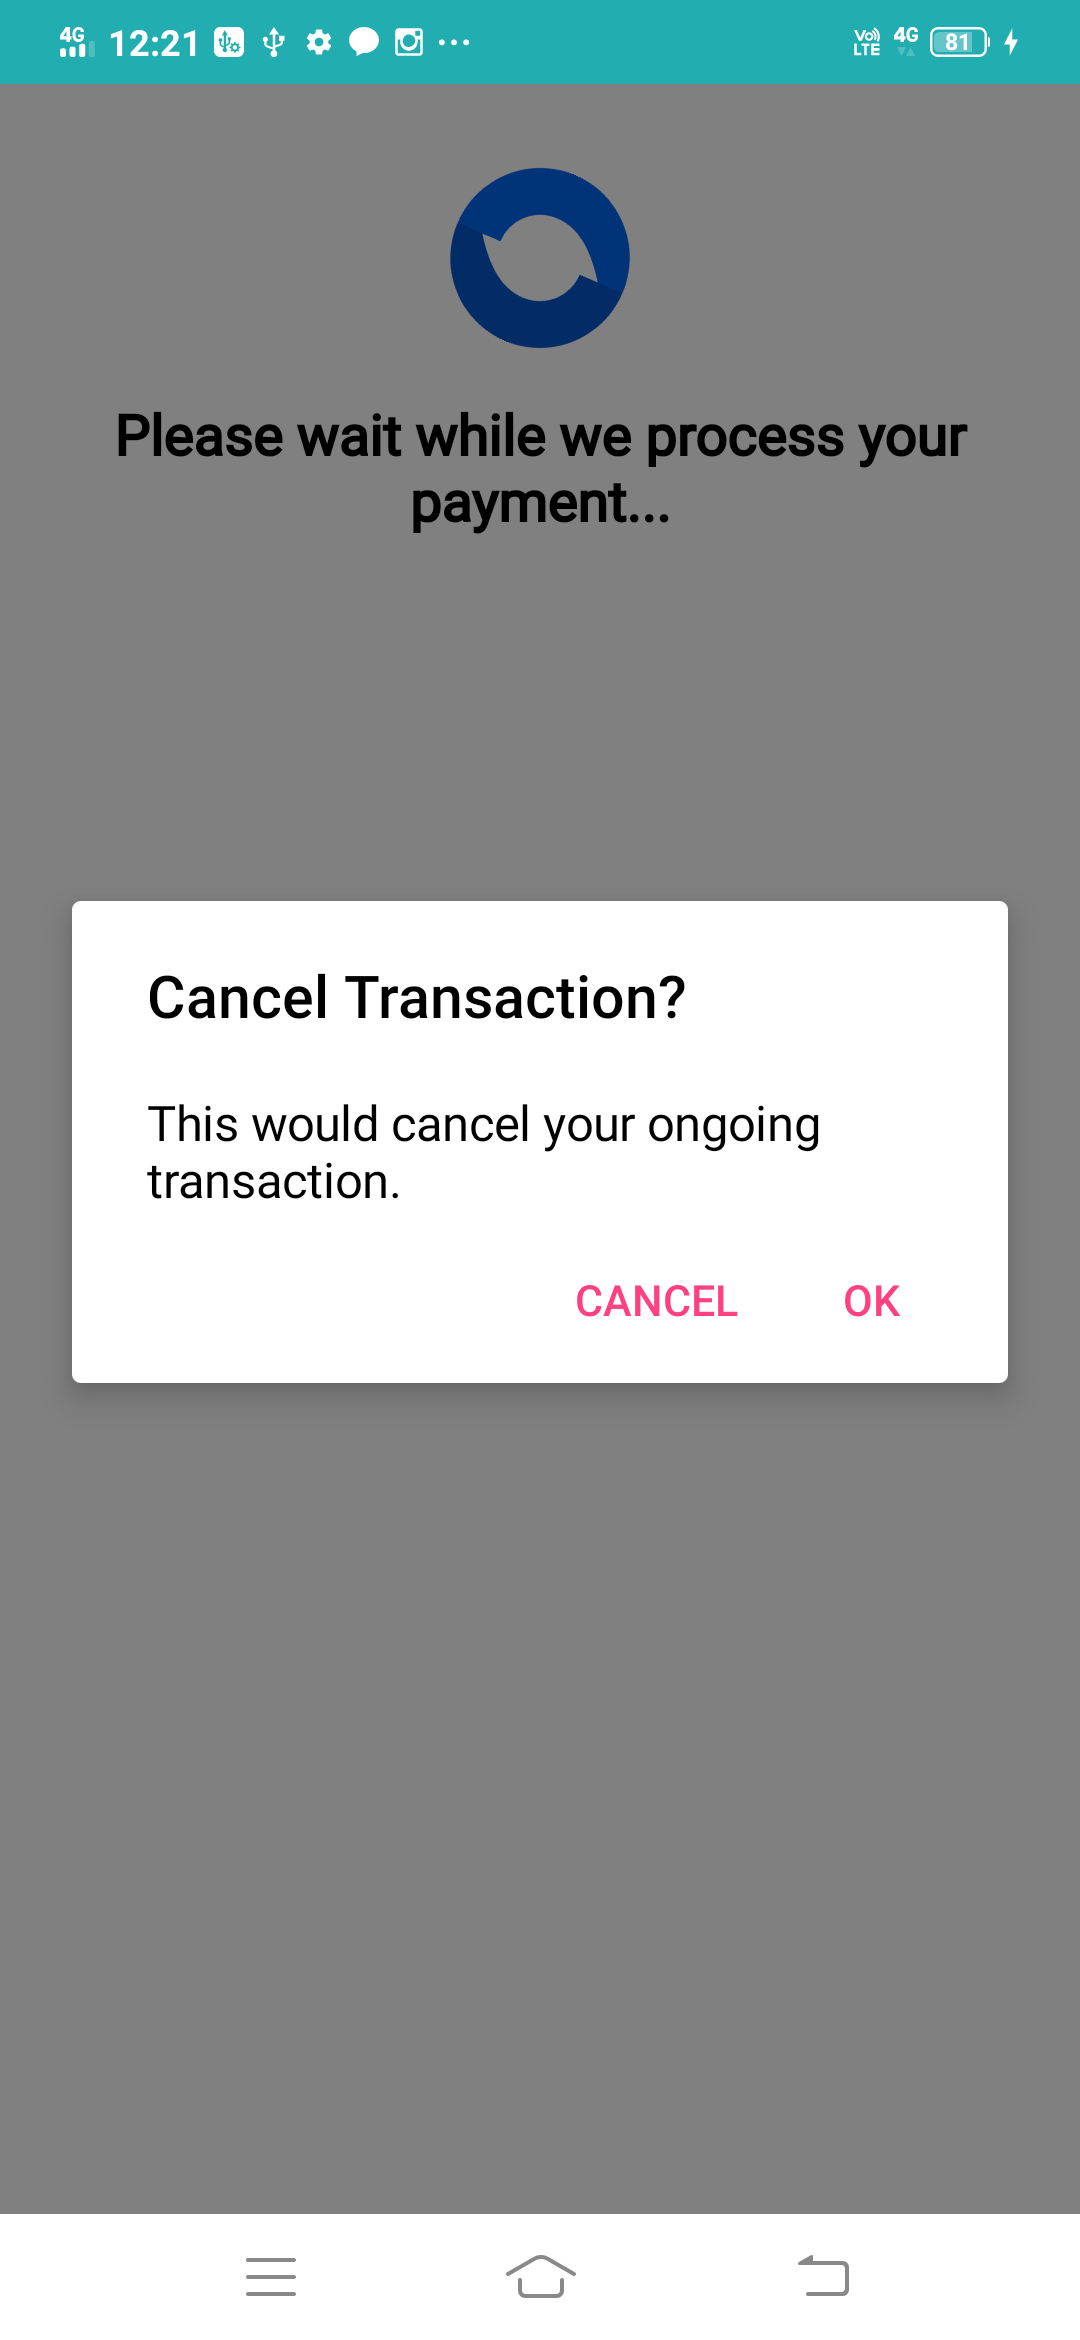 4G 12:21 Vo) LTE 4G 81
Please wait while we process your
payment...
Cancel Transaction?
This would cancel your ongoing
transaction.
CANCEL OK